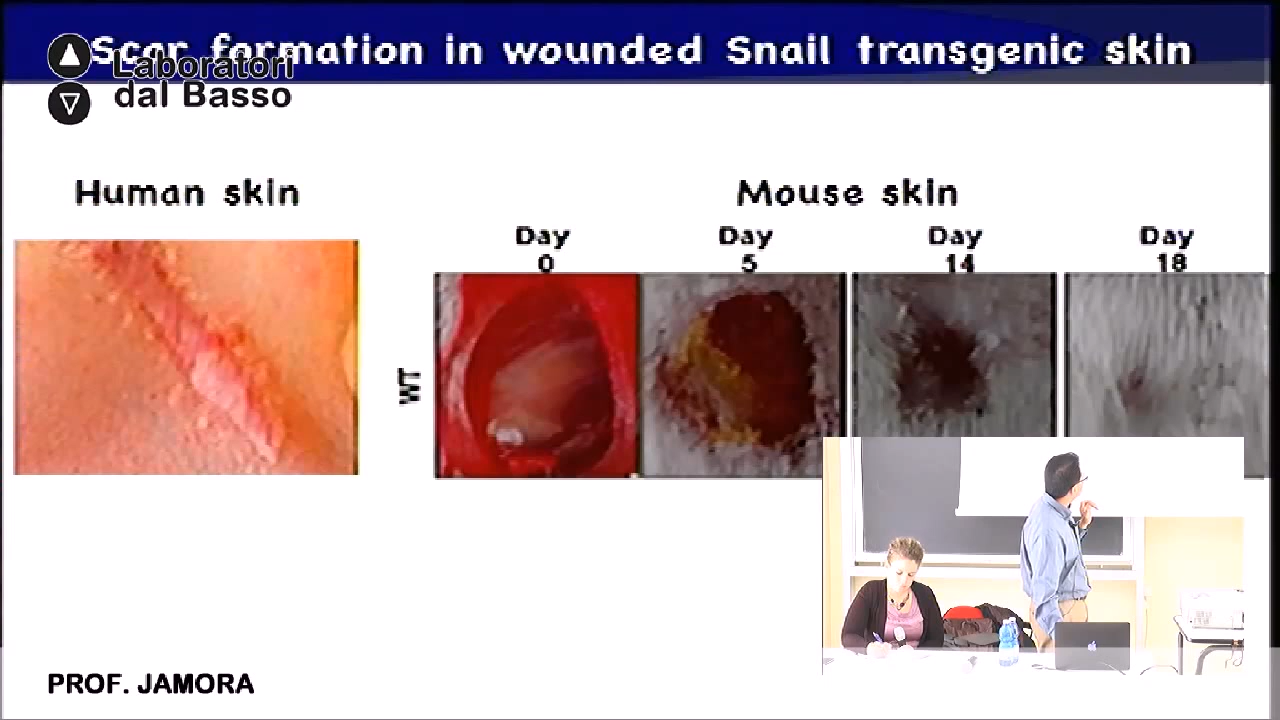 Scar formation in wounded Snail transgenic skin
Laboratori
dal Basso
Human skin
Mouse skin
Day
0
Day
5
Day
14
Day
18
WT
PROF. JAMORA